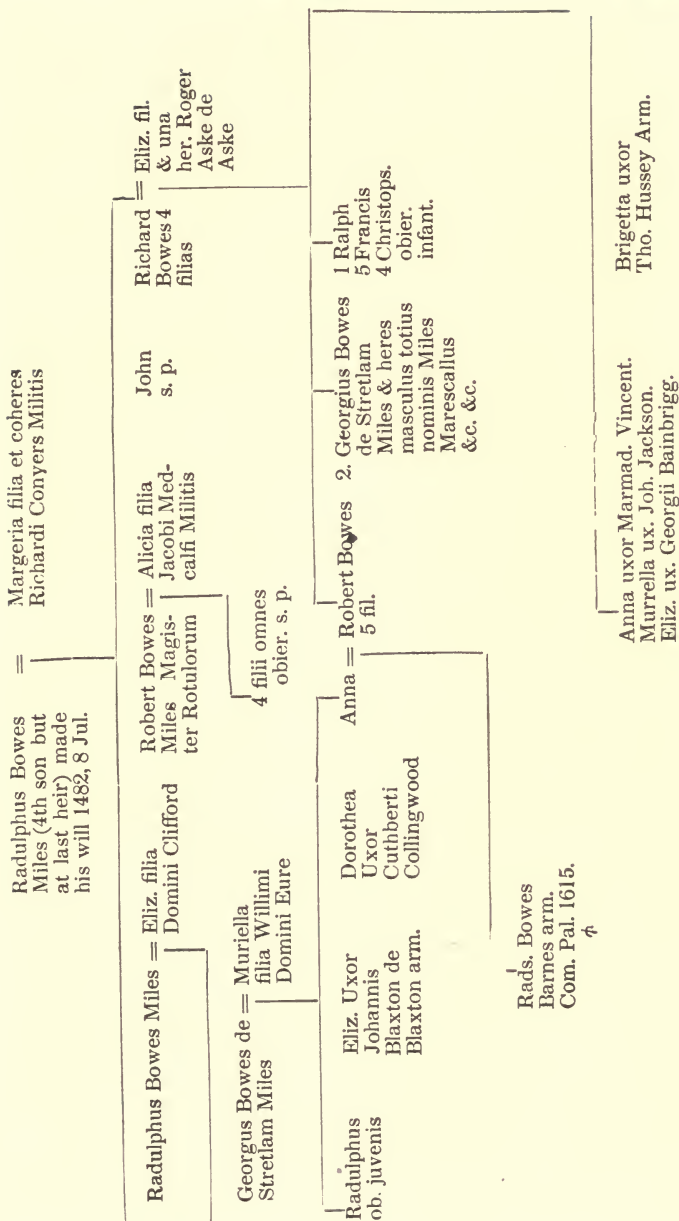 Radulphus Bowes
Miles (4th son but
at last heir) made
his will 1482, 8 Jul.
=
Margeria filia et coheres
Richardi Conyers Militis
Radulphus Bowes Miles = Eliz. filia
Domini Clifford
Robert Bowes =
Miles Magis-
ter Rotulorum
Alicia filia
Jacobi Med-
calfi Militis
John
s. p.
Richard
Bowes 4
filias
= Eliz. fil.
& una
her. Roger
Aske de
Aske
Georgus Bowes de =
Stretlam Miles
Muriella
filia Willimi
Domini Eure
4 filii omnes
obier. s. p.
Radulphus
ob. juvenis
Eliz. Uxor
Johannis
Blaxton de
Blaxton arm.
Dorothea
Uxor
Cuthberti
Collingwood
Anna = Robert Bowes
5 fil.
2. Georgius Bowes
de Stretlam
Miles & heres
masculus totius
nominis Miles
Marescallus
&c. &c.
1 Ralph
5 Francis
4 Christops.
obier.
infant.
Rads. Bowes
Barnes arm.
Com. Pal. 1615.
Anna uxor Marmad. Vincent.
Murrella ux. Joh. Jackson.
Eliz. ux. Georgii Bainbrigg.
Brigetta uxor
Tho. Hussey Arm.